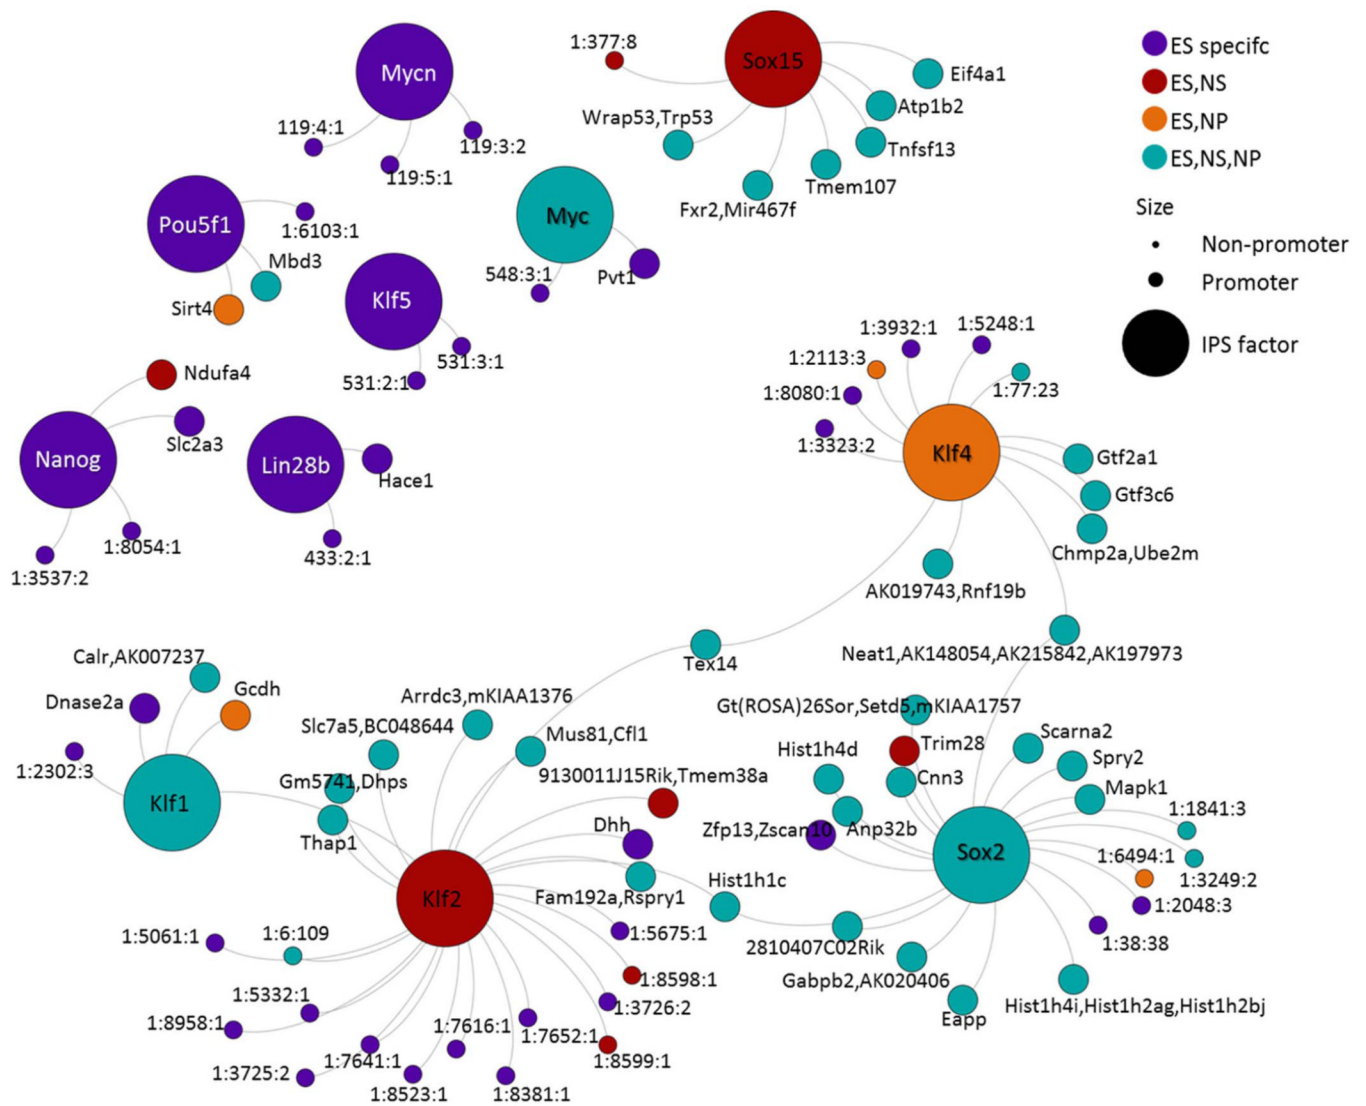 1:377:8
Sox15
ES specifc
Mycn
Eif4a1
ES,NS
Atp1b2
Wrap53,Trp53
ES,NP
119:4:1
119:3:2
Tnfsf13
ES,NS,NP
119:5:1
Tmem107
Fxr2,Mir467f
Size
Pou5f1
Myc
1:6103:1
Non-promoter
Mbd3
548:3:1
Pvt1
Promoter
Sirt4
Klf5
1:3932:1
1:5248:1
IPS factor
531:3:1
1:2113:3
Ndufa4
531:2:1
1:8080:1
1:77:23
Slc2a3
1:3323:2
Nanog
Lin28b
Klf4
Gtf2a1
Hace1
Gtf3c6
1:8054:1
433:2:1
Chmp2a,Ube2m
1:3537:2
AK019743,Rnf19b
Calr,AK007237
Tex14
Neat1,AK148054,AK215842,AK197973
Gcdh
Arrdc3,mKIAA1376
Dnase2a
Gt(ROSA)26Sor,Setd5,mKIAA1757
Slc7a5,BC048644
Mus81,Cfl1
Scarna2
Trim28
Hist1h4d
1:2302:3
Gm5741,Dhps
9130011J15Rik,Tmem38a
Spry2
Cnn3
Mapk1
Klf1
1:1841:3
Thap1
Dhh
Zfp13,Zscan10
Anp32b
Sox2
1:6494:1
Klf2
Fam192a,Rspry1
Hist1h1c
1:3249:2
1:2048:3
1:5061:1
1:6:109
1:5675:1
2810407C02Rik
1:38:38
1:8598:1
Gabpb2,AK020406
1:5332:1
1:3726:2
Hist1h4i,Hist1h2ag,Hist1h2bj
1:8958:1
1:7616:1
Eapp
1:7652:1
1:7641:1
1:8599:1
1:3725:2
1:8523:1
1:8381:1